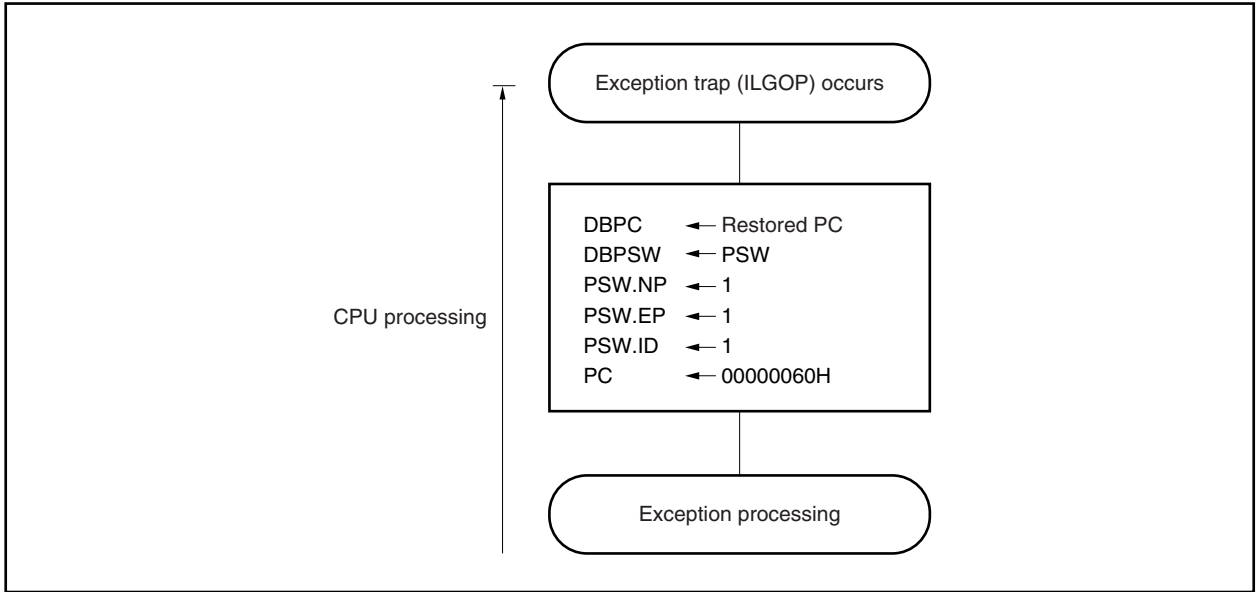 Exception trap (ILGOP) occurs
CPU processing
DBPC ← Restored PC
DBPSW ← PSW
PSW.NP ← 1
PSW.EP ← 1
PSW.ID ← 1
PC ← 00000060H
Exception processing